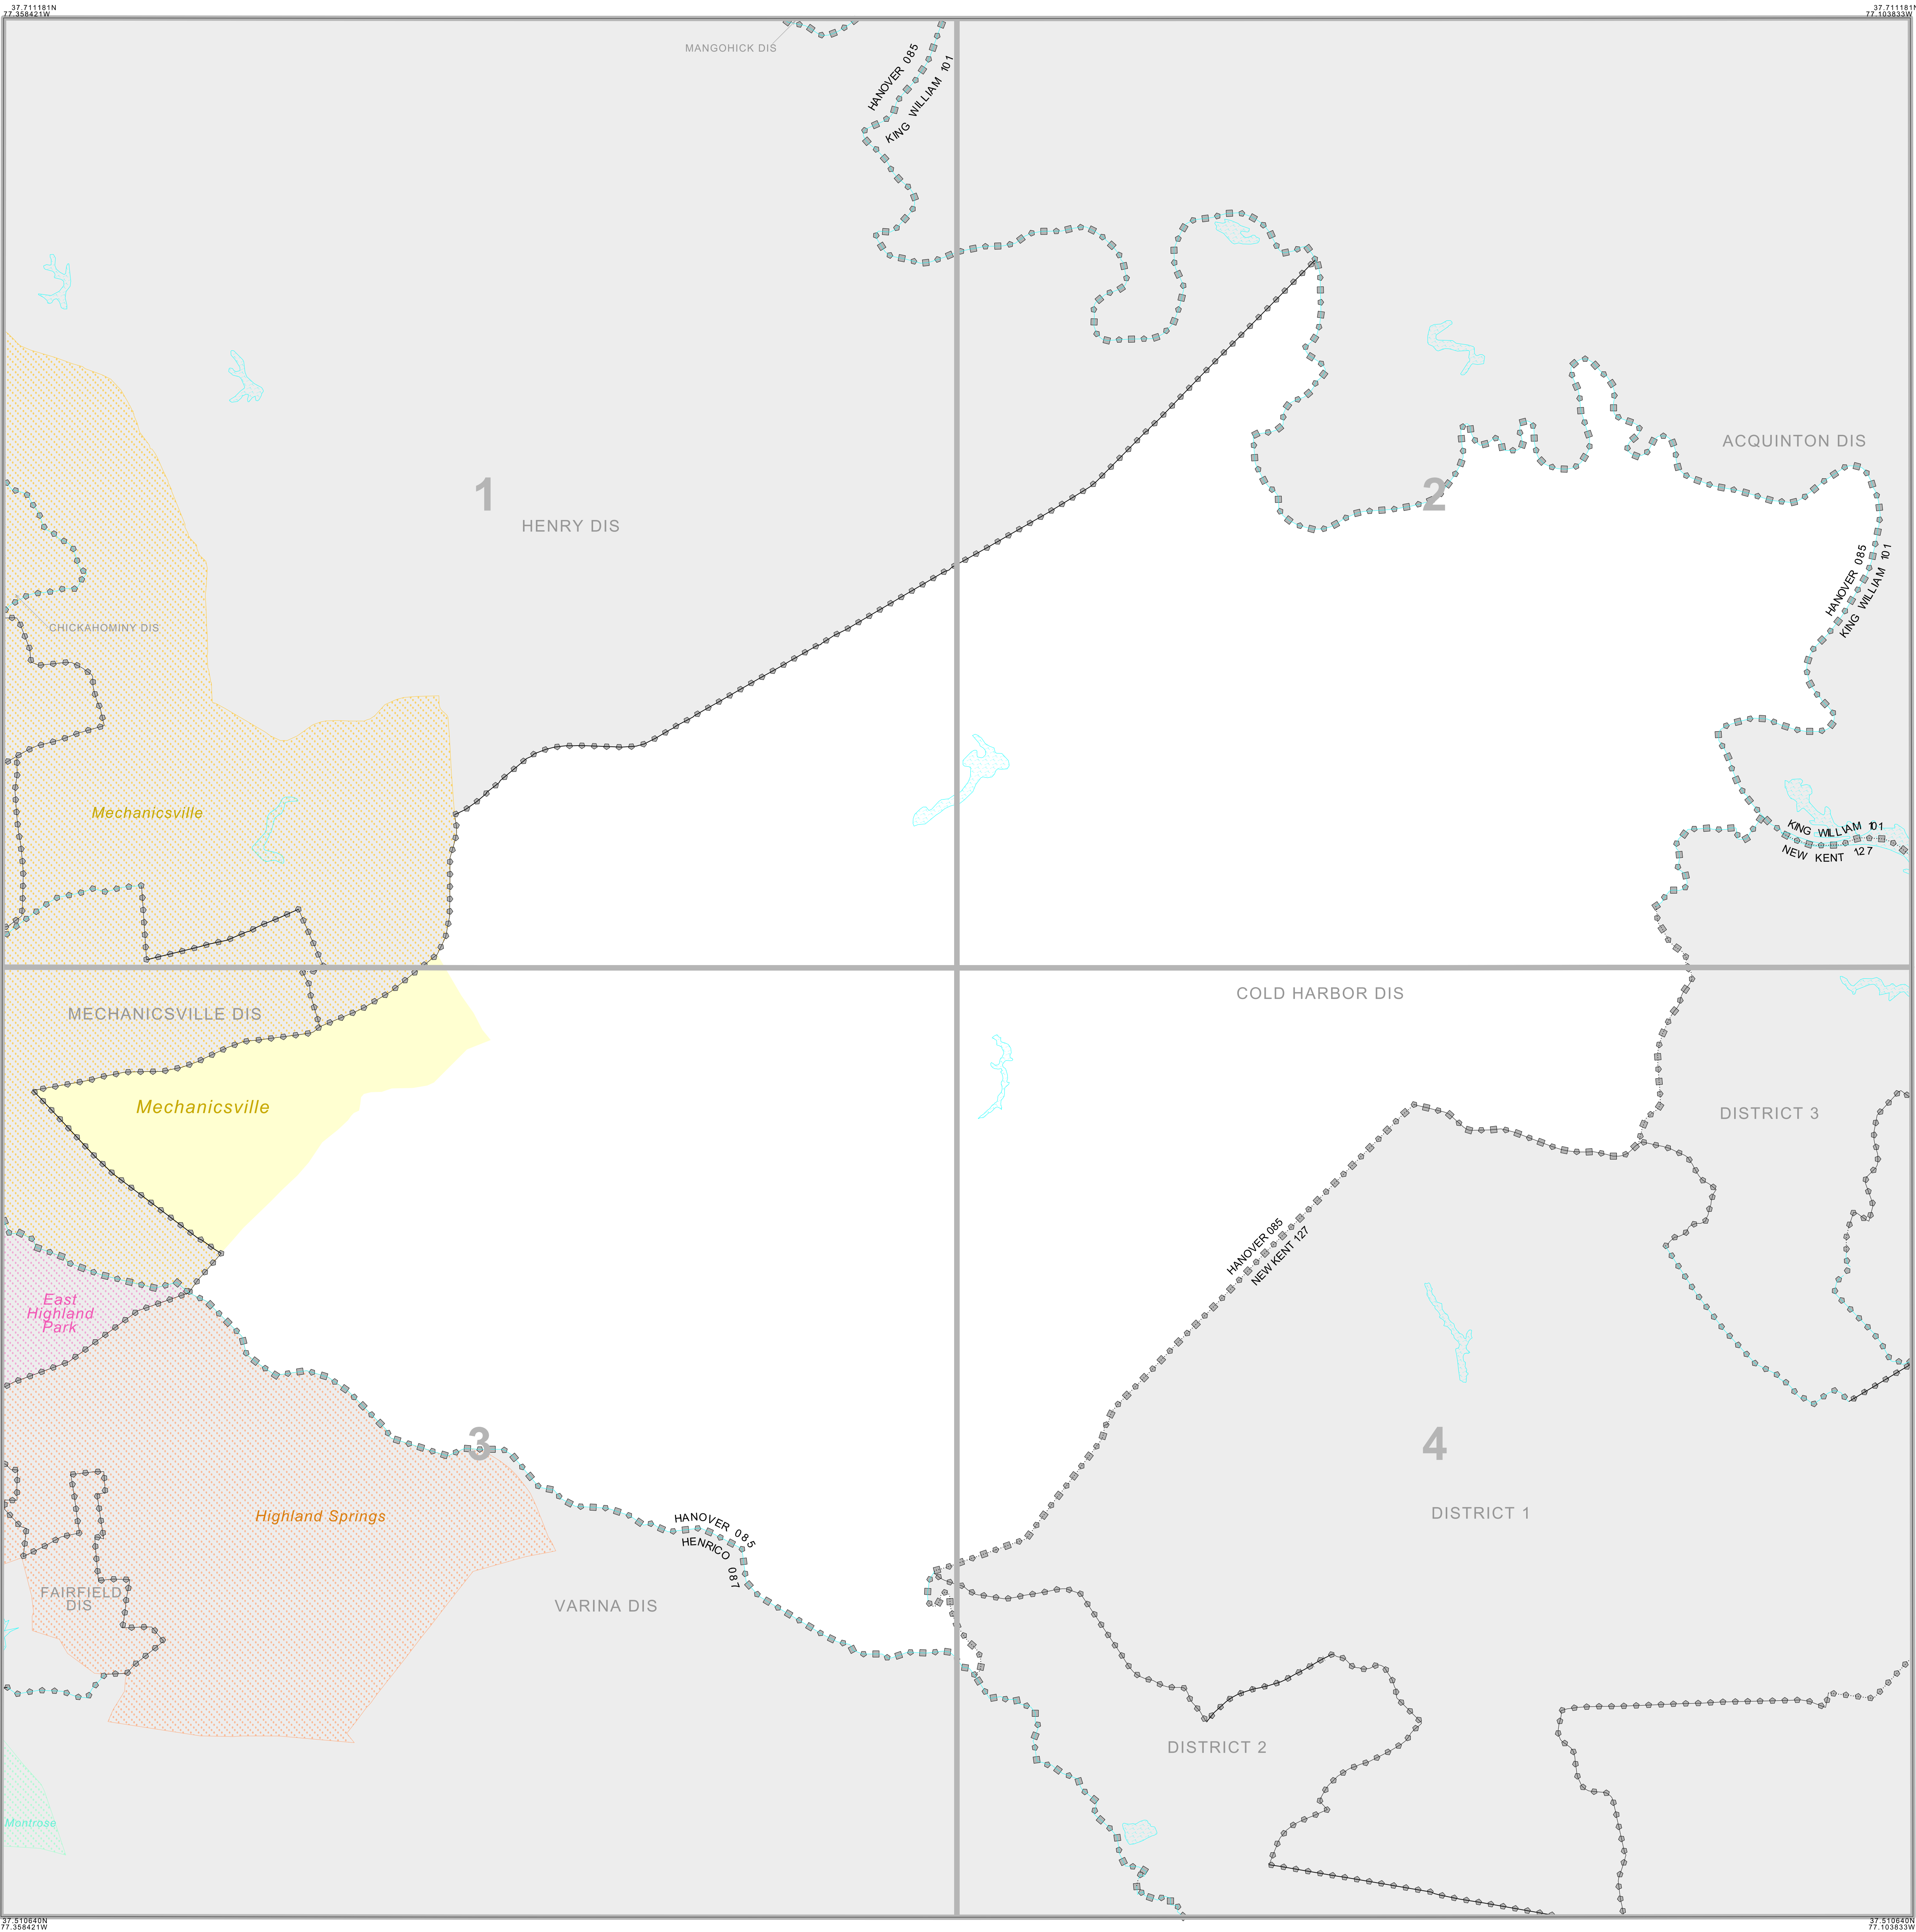 37.711181N
77.358421W
37.711181N
77.103833W
MANGOHICK DIS
HANOVER 085
KING WILLIAM 101
ACQUINTON DIS
1
2
HENRY DIS
HANOVER 085
KING WILLIAM 101
CHICKAHOMINY DIS
Mechanicsville
KING WILLIAM 101
NEW KENT 127
COLD HARBOR DIS
MECHANICSVILLE DIS
Mechanicsville
DISTRICT 3
HANOVER 085
NEW KENT 127
East
Highland
Park
3
4
Highland Springs
DISTRICT 1
HANOVER 085
HENRICO 087
FAIRFIELD
DIS
VARINA DIS
DISTRICT 2
Montrose
37.510640N
77.358421W
37.510640N
77.103833W